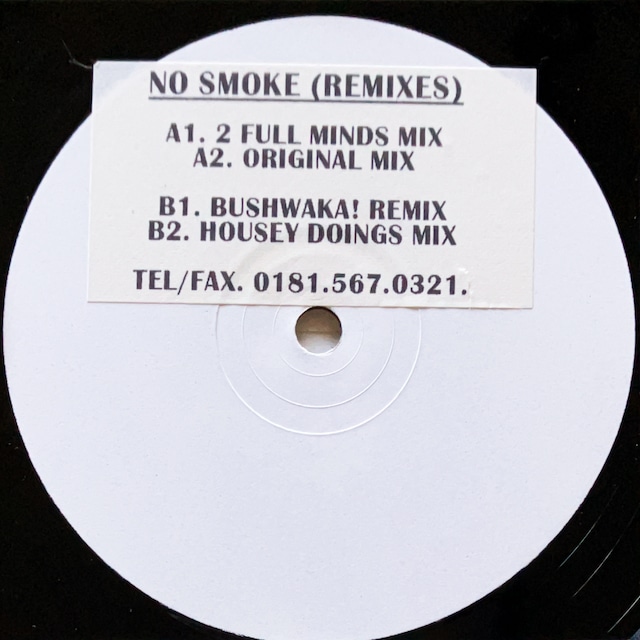 NO SMOKE (REMIXES)
A1. 2 FULL MINDS MIX
A2. ORIGINAL MIX
B1. BUSHWAKA! REMIX
B2. HOUSEY DOINGS MIX
TEL/FAX. 0181.567.0321.